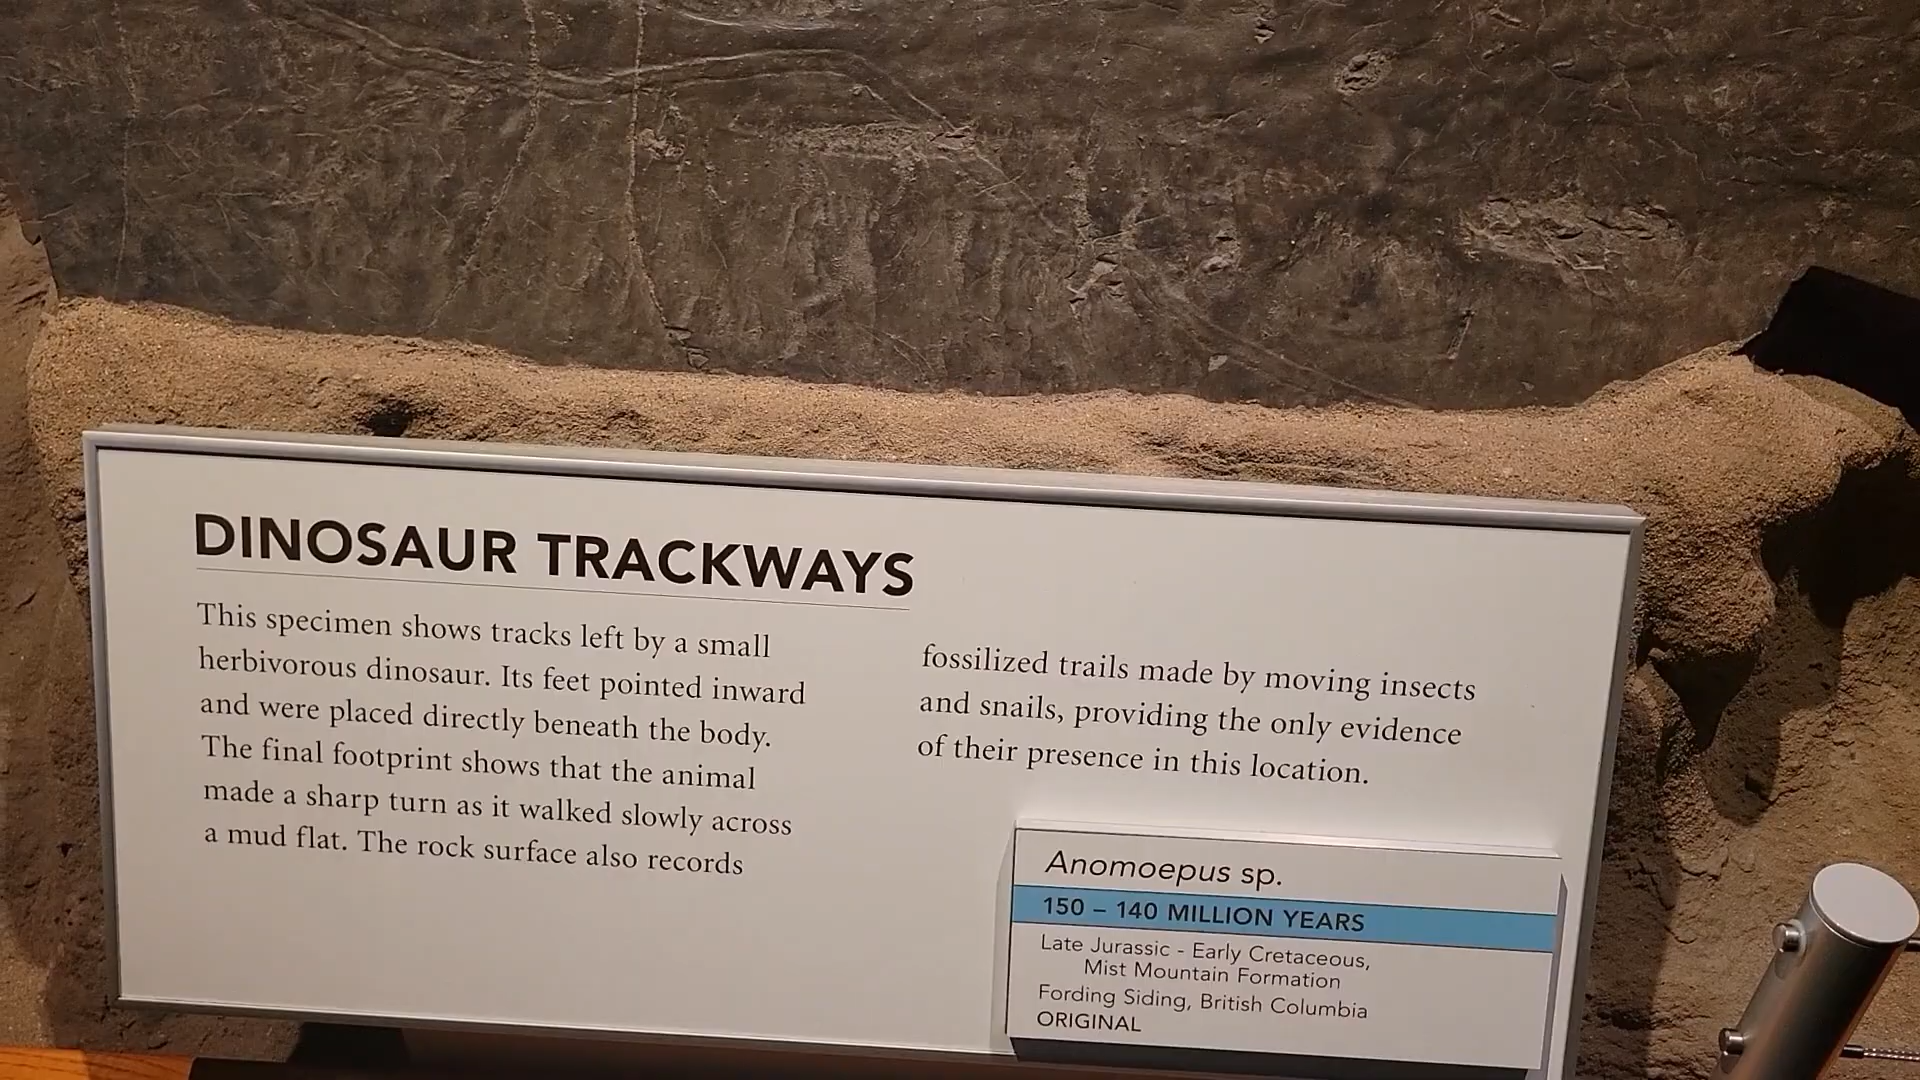 DINOSAUR TRACKWAYS
This specimen shows tracks left by a small
herbivorous dinosaur. Its feet pointed inward
and were placed directly beneath the body.
The final footprint shows that the animal
made a sharp turn as it walked slowly across
a mud flat. The rock surface also records
fossilized trails made by moving insects
and snails, providing the only evidence
of their presence in this location.
Anomoepus sp.
150 – 140 MILLION YEARS
Late Jurassic - Early Cretaceous,
Mist Mountain Formation
Fording Siding, British Columbia
ORIGINAL